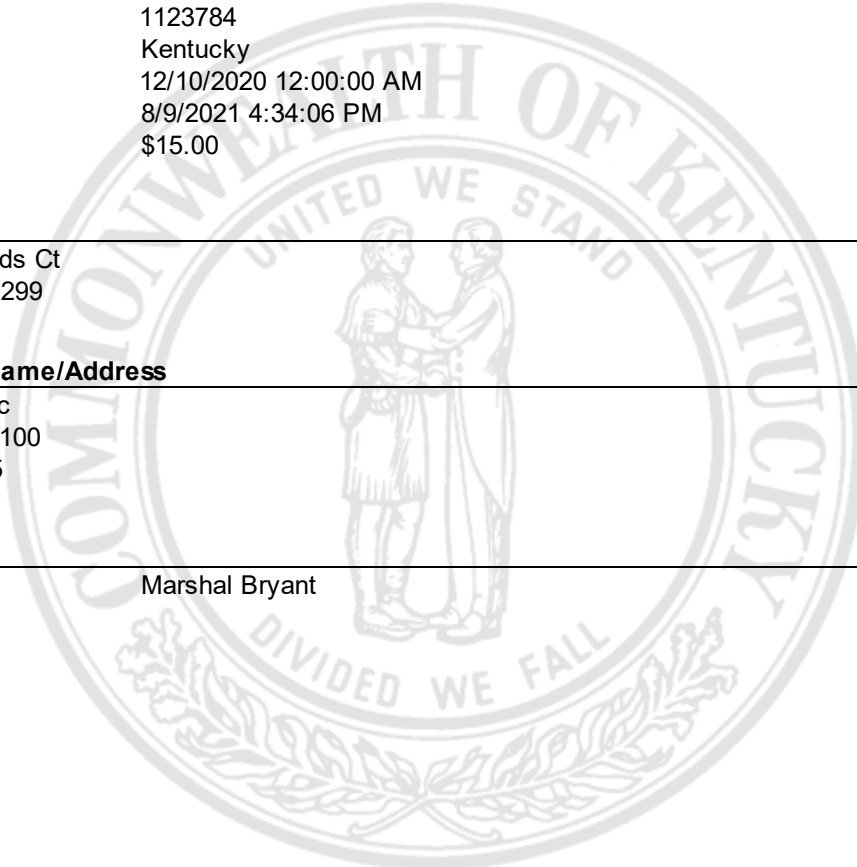 1123784
Kentucky
12/10/2020 12:00:00 AM
8/9/2021 4:34:06 PM
$15.00
COMMONWEALTH OF KENTUCKY
UNITED WE STAND
ds Ct
299
ame/Address
c
100
Marshal Bryant
DIVIDED WE FALL